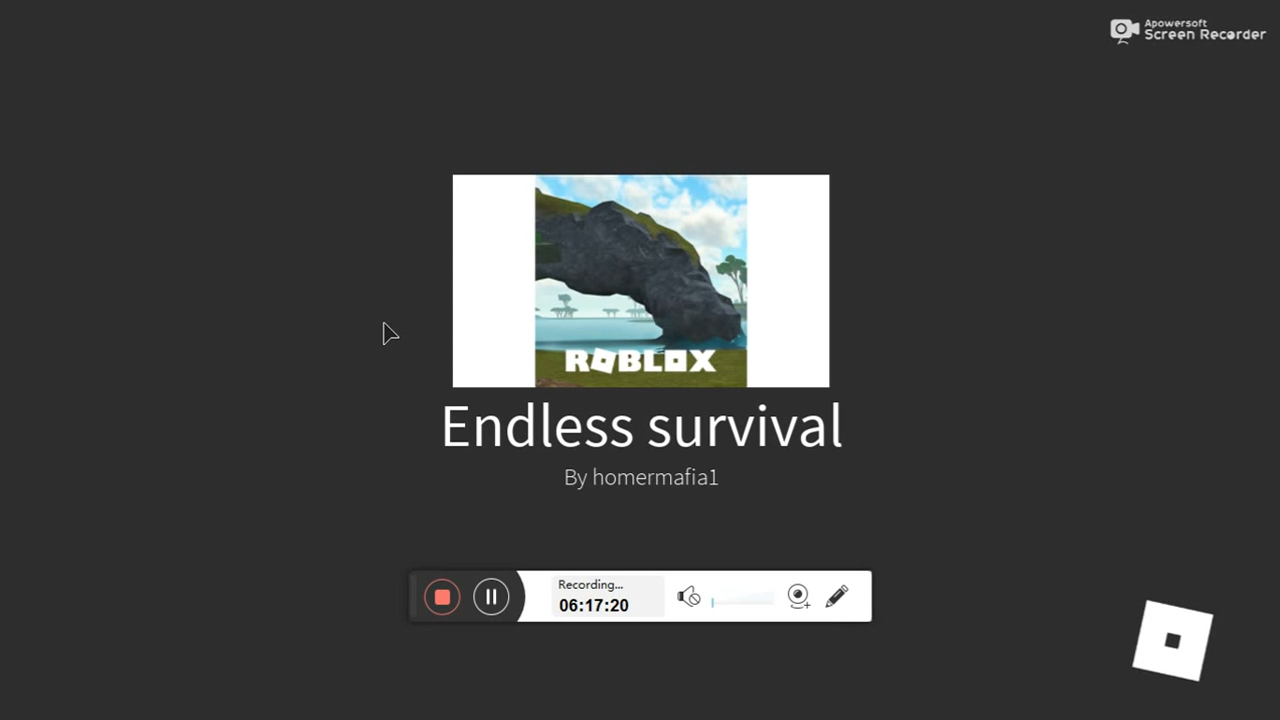 Apowersoft
Screen Recorder
ROBLOX
Endless survival
By homermafia1
Recording...
06:17:20